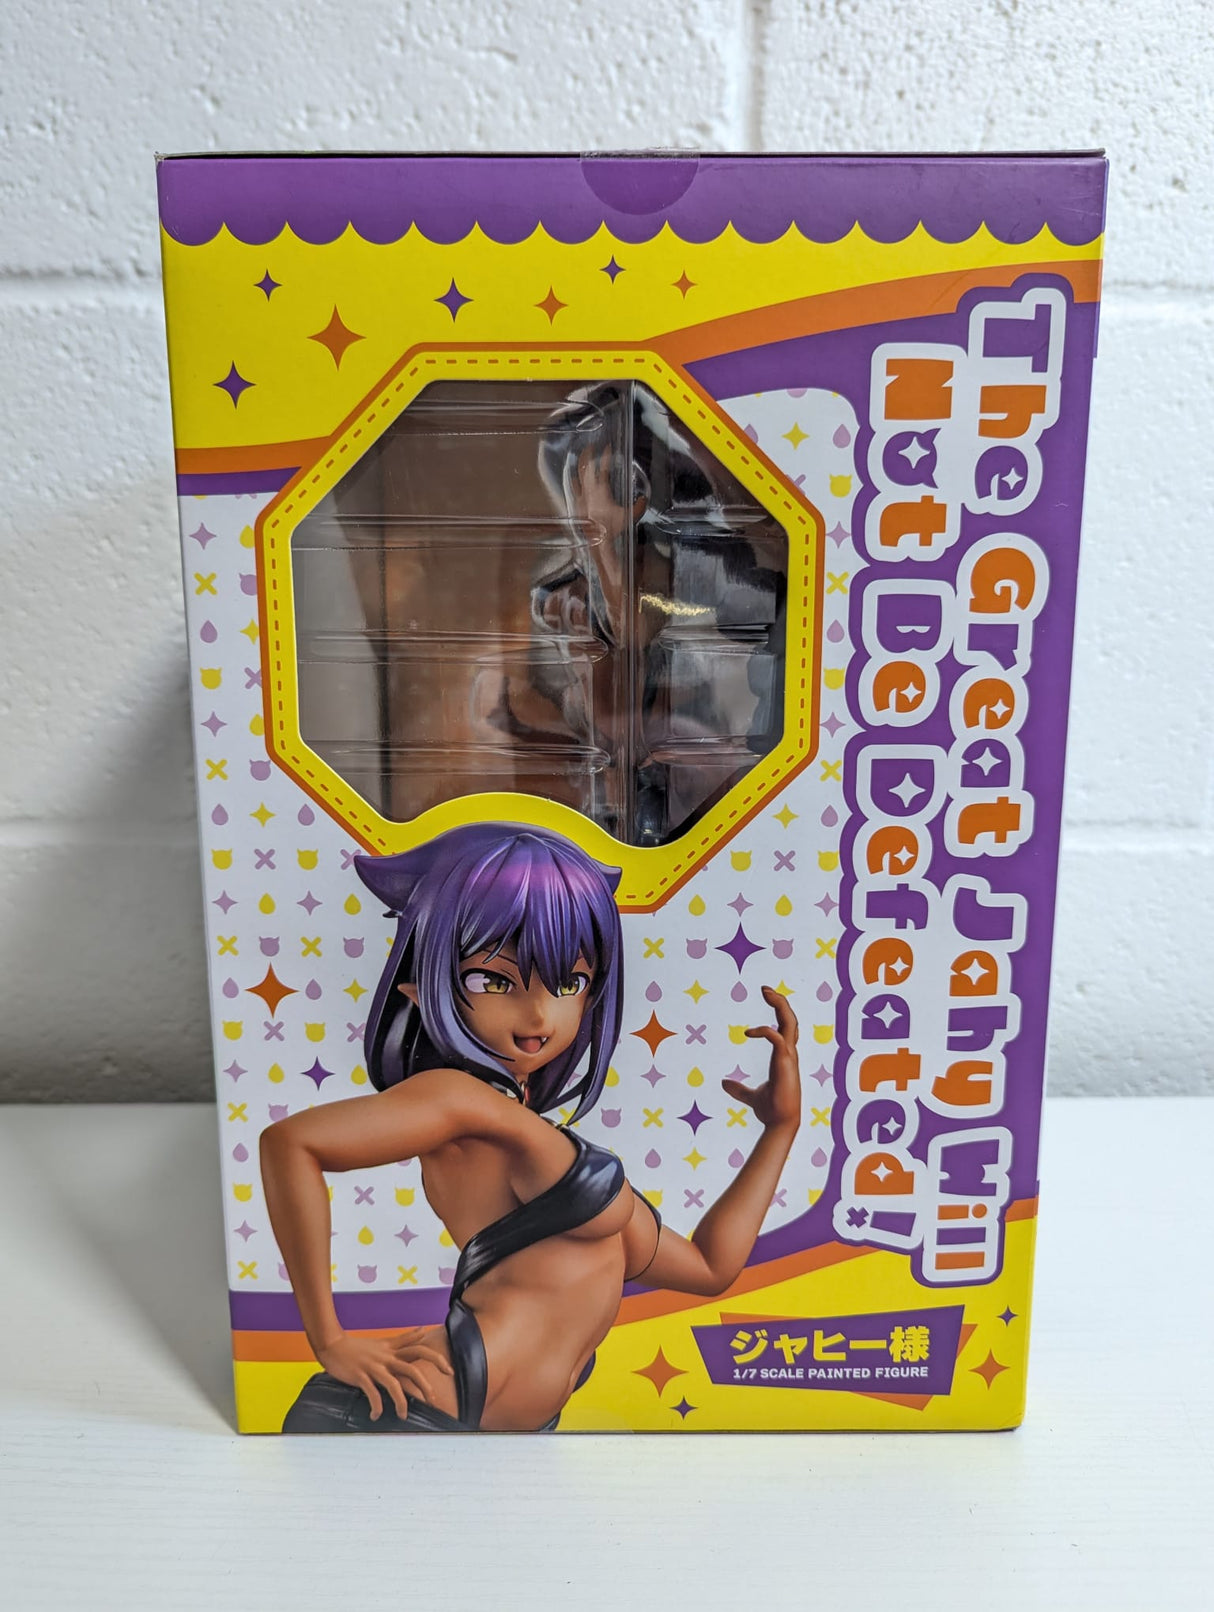 The Great Jahy Will
Not Be Defeated!
ジャヒー様
1/7 SCALE PAINTED FIGURE